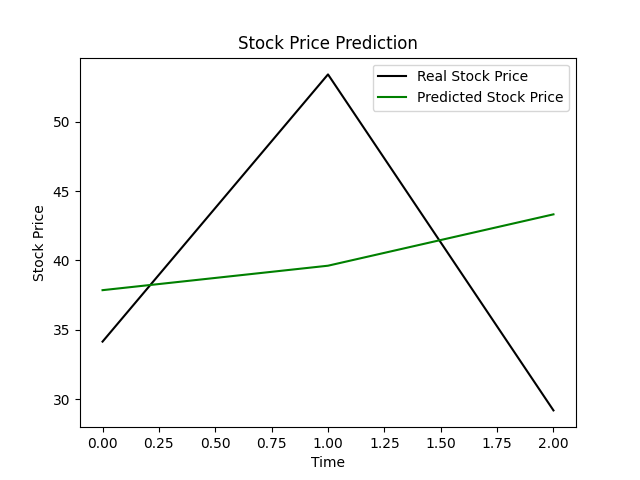 Stock Price Prediction
Real Stock Price
Predicted Stock Price
Stock Price
50
45
40
35
30
0.00 0.25 0.50 0.75 1.00 1.25 1.50 1.75 2.00
Time